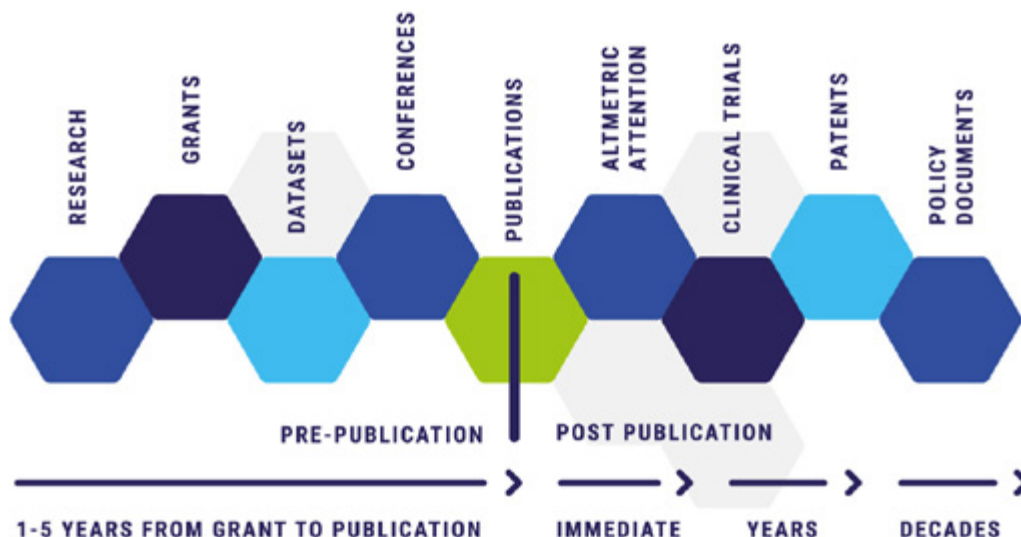 RESEARCH
GRANTS
DATASETS
CONFERENCES
PUBLICATIONS
ALTMETRIC
ATTENTION
CLINICAL TRIALS
PATENTS
POLICY
DOCUMENTS
PRE-PUBLICATION
POST PUBLICATION
1-5 YEARS FROM GRANT TO PUBLICATION
IMMEDIATE
YEARS
DECADES